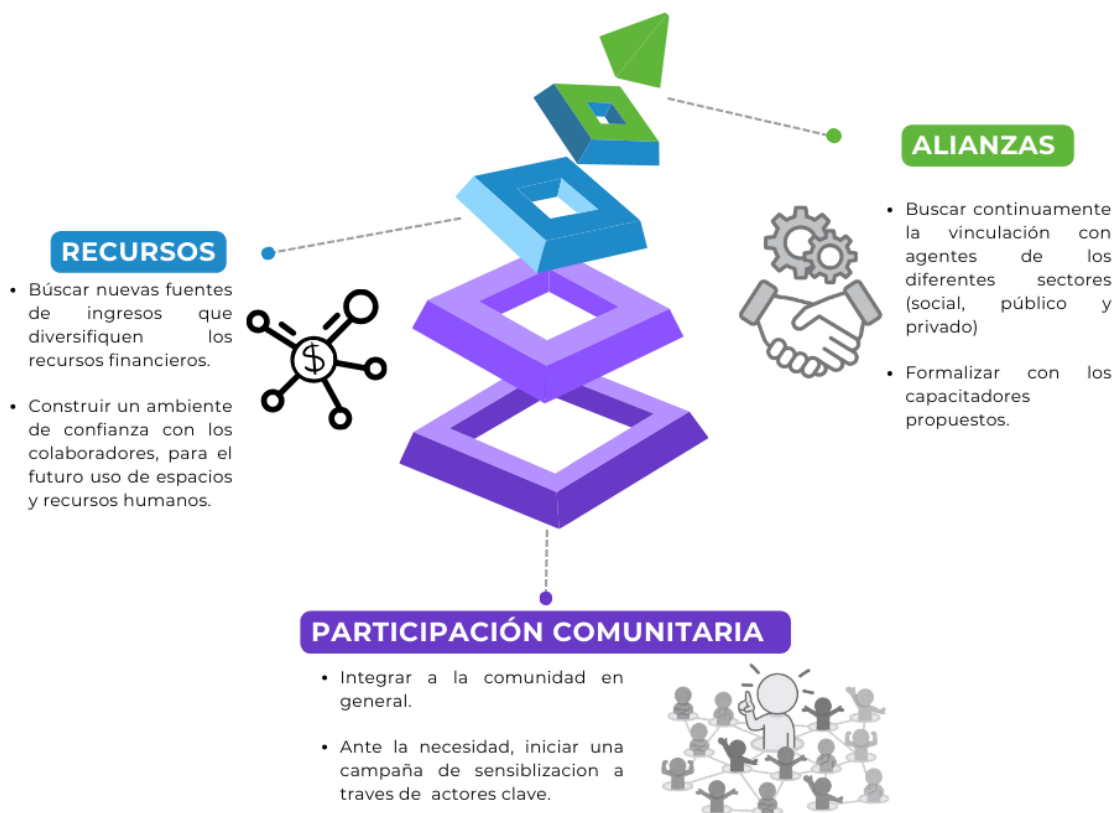 RECURSOS
• Búscar nuevas fuentes
de ingresos que
diversifiquen los
recursos financieros.
• Construir un ambiente
de confianza con los
colaboradores, para el
futuro uso de espacios
y recursos humanos.
$
ALIANZAS
• Buscar continuamente
la vinculación con
agentes de los
diferentes sectores
(social, público y
privado)
• Formalizar con los
capacitadores
propuestos.
PARTICIPACIÓN COMUNITARIA
• Integrar a la comunidad en
general.
• Ante la necesidad, iniciar una
campaña de sensiblizacion a
traves de actores clave.